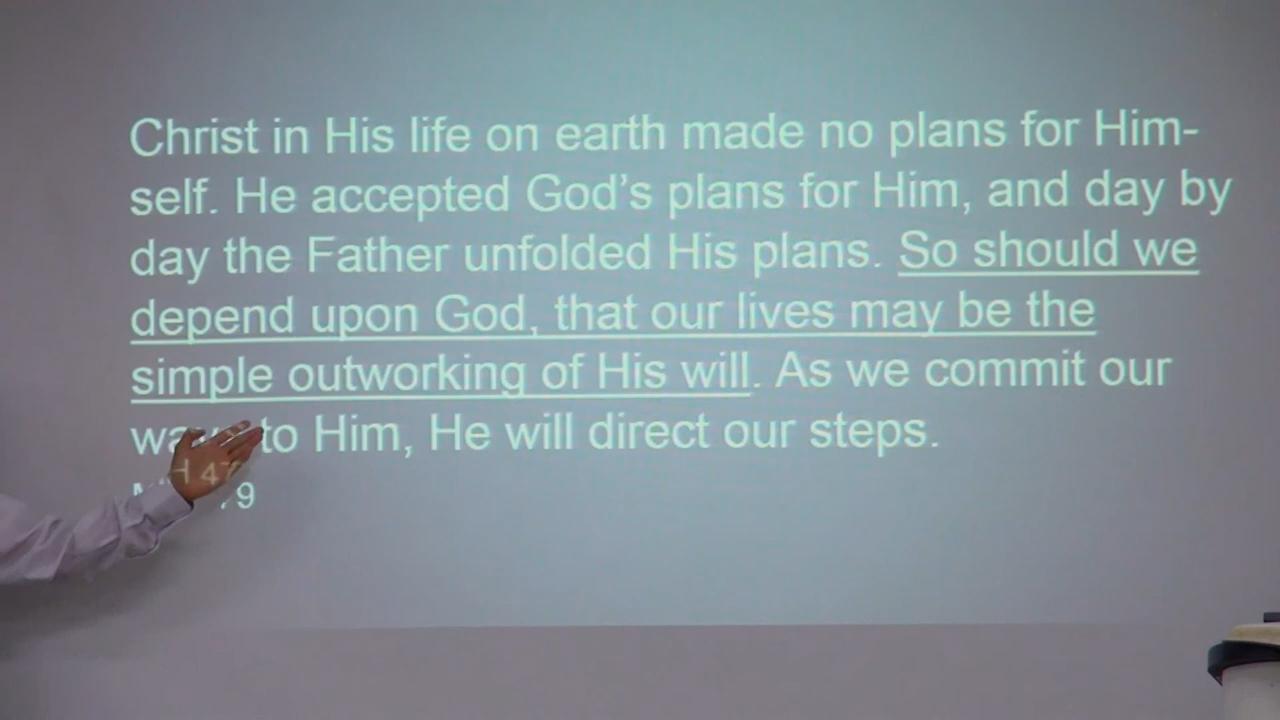 Christ in His life on earth made no plans for Him-
self. He accepted God’s plans for Him, and day by
day the Father unfolded His plans. So should we
depend upon God, that our lives may be the
simple outworking of His will. As we commit our
to Him, He will direct our steps.